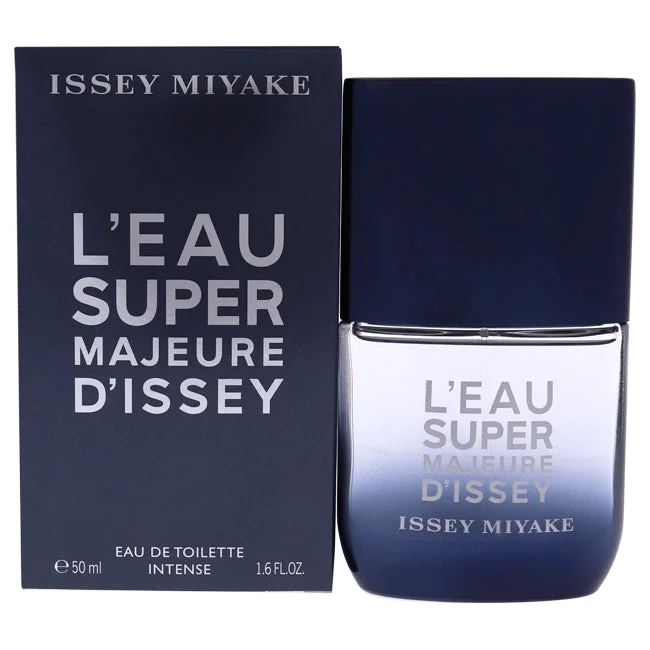 ISSEY MIYAKE
L'EAU
SUPER
MAJEURE
D'ISSEY
EAU DE TOILETTE
INTENSE
℮ 50 ml
1.6 FL.OZ.
L'EAU
SUPER
MAJEURE
D'ISSEY
ISSEY MIYAKE